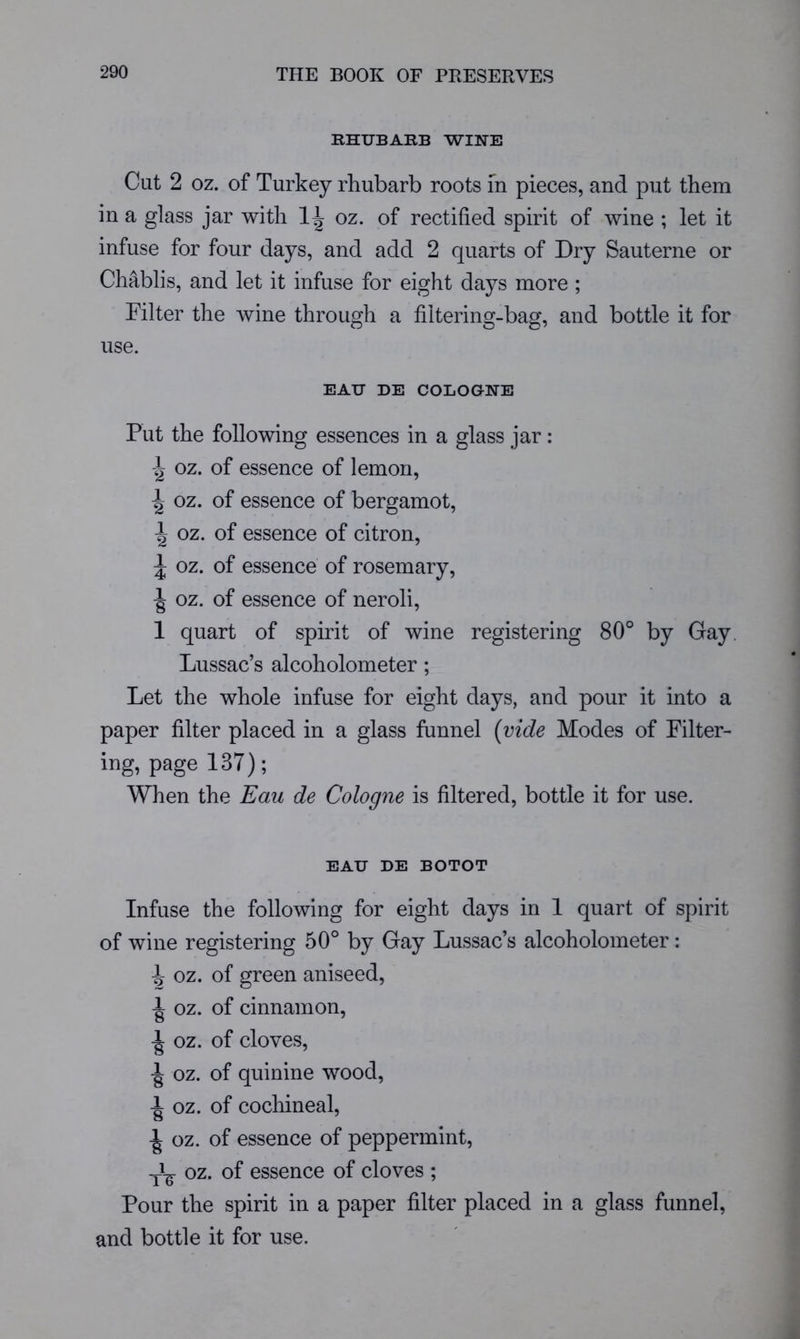 290 THE BOOK OF PRESERVES
RHUBARB WINE
Cut 2 oz. of Turkey rhubarb roots in pieces, and put them
in a glass jar with 1½ oz. of rectified spirit of wine ; let it
infuse for four days, and add 2 quarts of Dry Sauterne or
Châblis, and let it infuse for eight days more ;
Filter the wine through a filtering-bag, and bottle it for
use.
EAU DE COLOGNE
Put the following essences in a glass jar :
½ oz. of essence of lemon,
½ oz. of essence of bergamot,
½ oz. of essence of citron,
¼ oz. of essence of rosemary,
⅛ oz. of essence of neroli,
1 quart of spirit of wine registering 80° by Gay
Lussac's alcoholometer ;
Let the whole infuse for eight days, and pour it into a
paper filter placed in a glass funnel (vide Modes of Filter-
ing, page 137) ;
When the Eau de Cologne is filtered, bottle it for use.
EAU DE BOTOT
Infuse the following for eight days in 1 quart of spirit
of wine registering 50° by Gay Lussac's alcoholometer :
½ oz. of green aniseed,
⅛ oz. of cinnamon,
⅛ oz. of cloves,
⅛ oz. of quinine wood,
⅛ oz. of cochineal,
⅛ oz. of essence of peppermint,
1/16 oz. of essence of cloves ;
Pour the spirit in a paper filter placed in a glass funnel,
and bottle it for use.